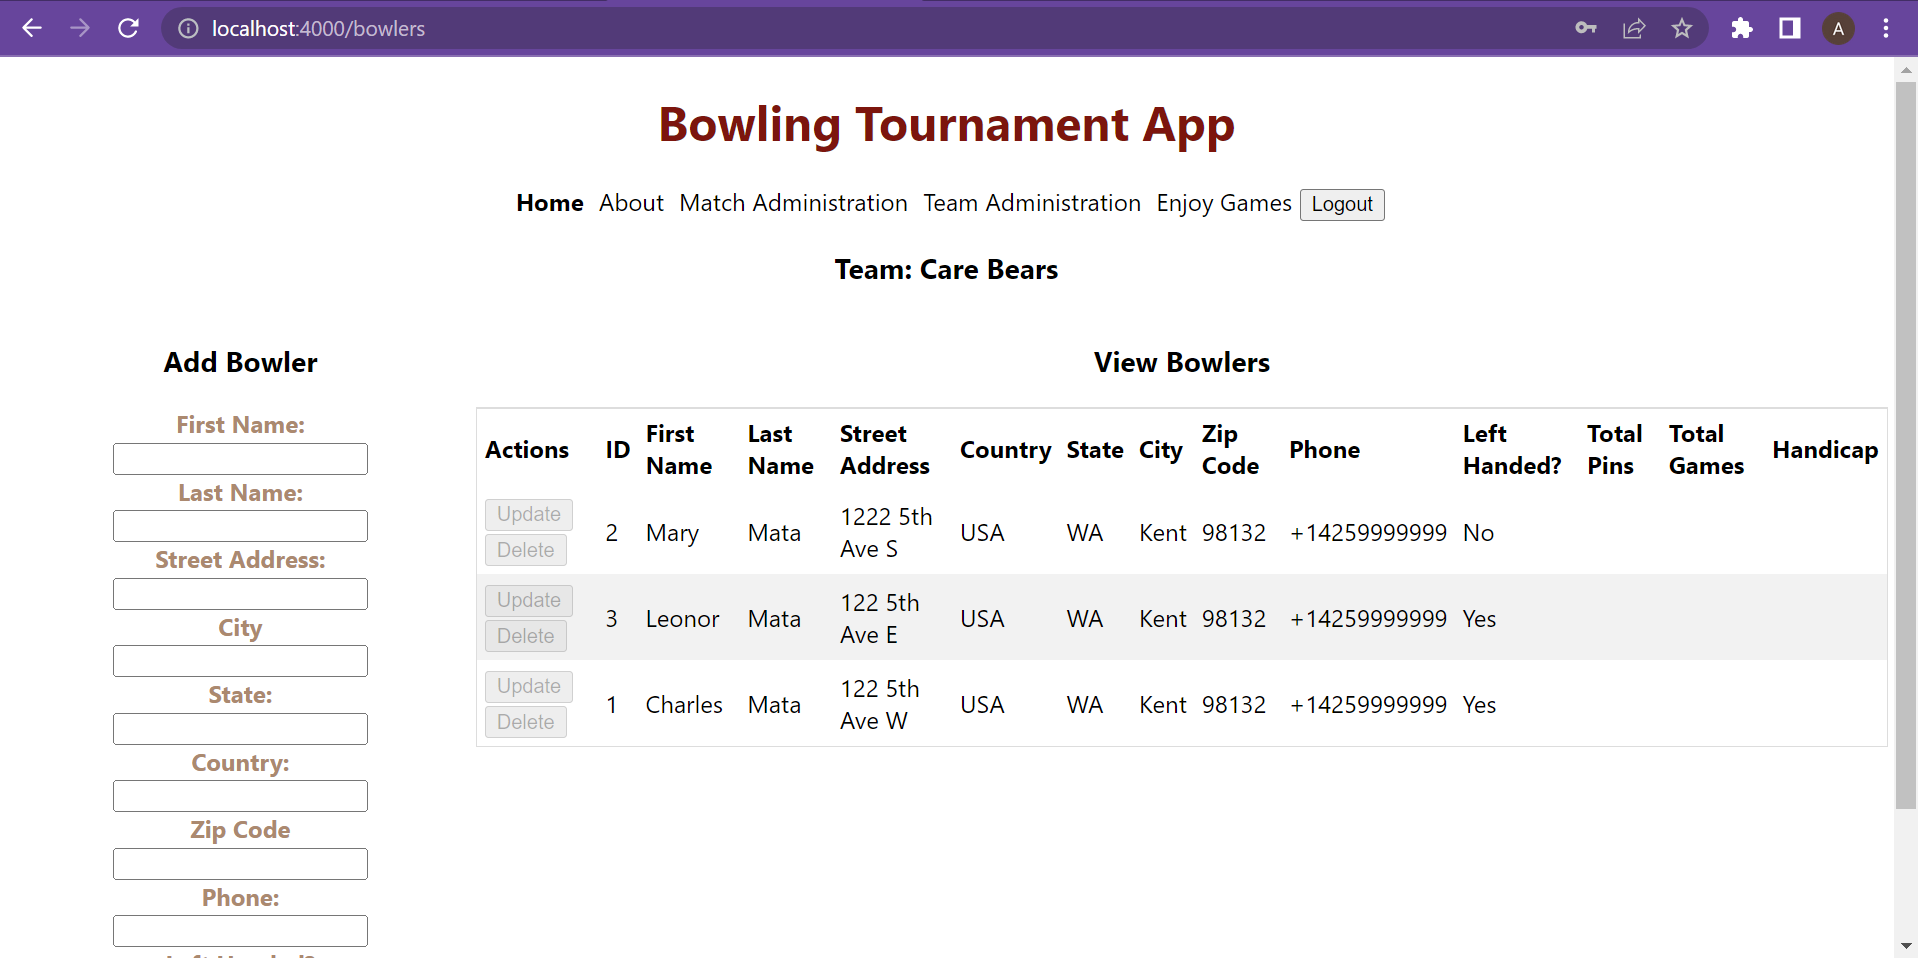 localhost:4000/bowlers
A
Bowling Tournament App
Home About Match Administration Team Administration Enjoy Games Logout
Team: Care Bears
Add Bowler
First Name:
Last Name:
Street Address:
City
State:
Country:
Zip Code
Phone:
View Bowlers
Actions ID First Name Last Name Street Address Country State City Zip Code Phone Left Handed? Total Pins Total Games Handicap
Update Delete 2 Mary Mata 1222 5th Ave S USA WA Kent 98132 +14259999999 No
Update Delete 3 Leonor Mata 122 5th Ave E USA WA Kent 98132 +14259999999 Yes
Update Delete 1 Charles Mata 122 5th Ave W USA WA Kent 98132 +14259999999 Yes